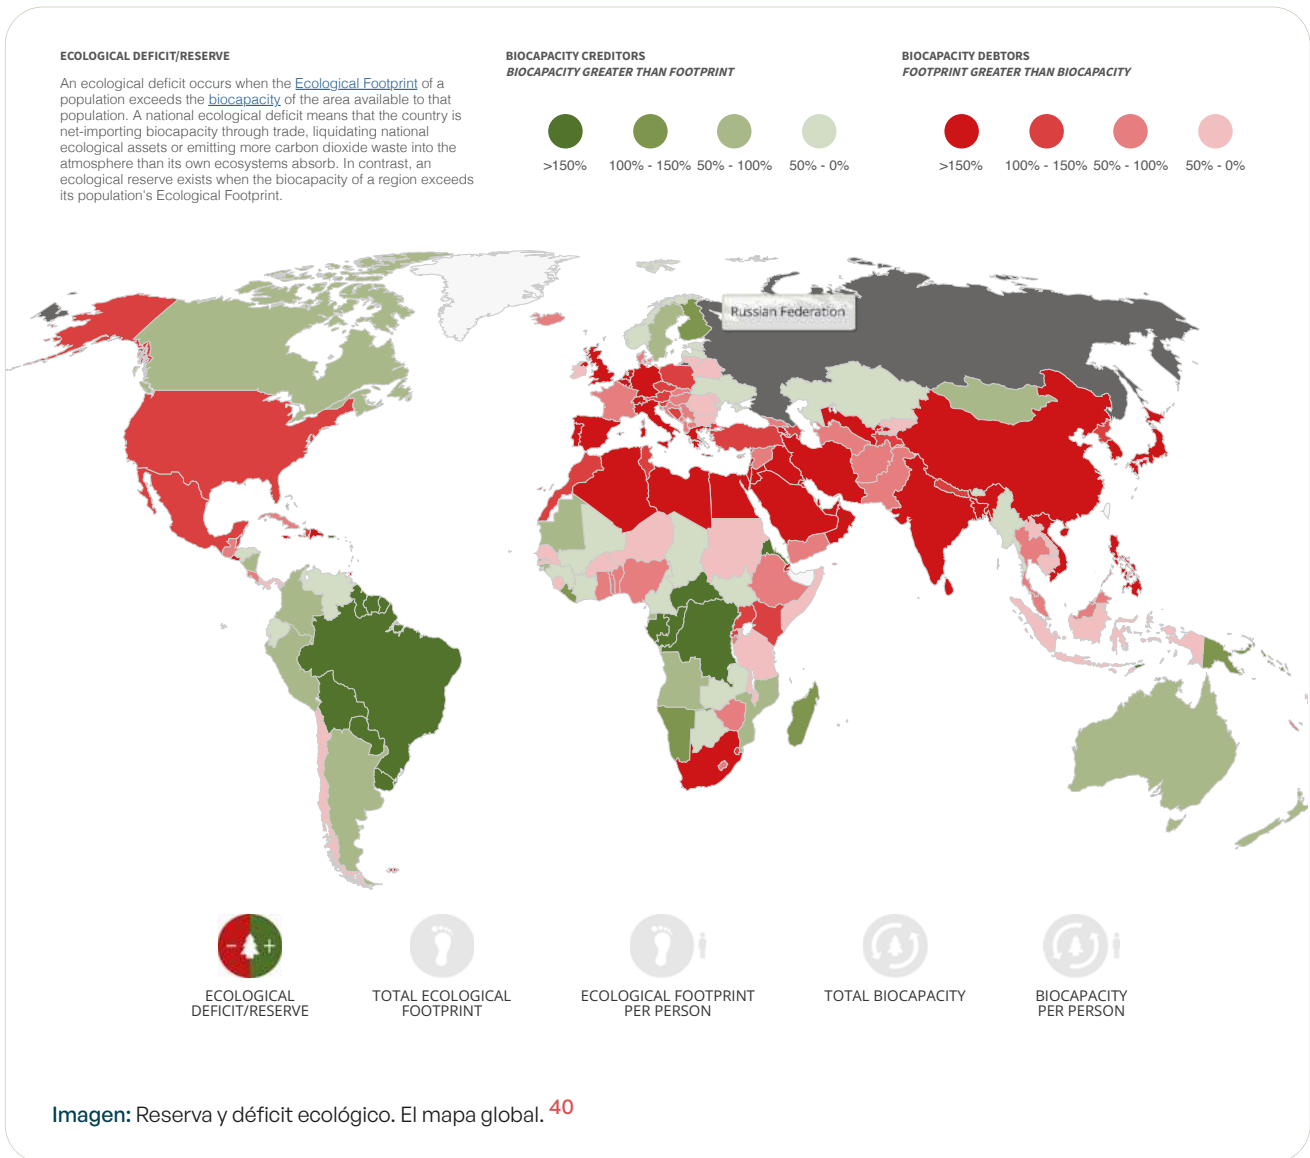 ECOLOGICAL DEFICIT/RESERVE
An ecological deficit occurs when the Ecological Footprint of a
population exceeds the biocapacity of the area available to that
population. A national ecological deficit means that the country is
net-importing biocapacity through trade, liquidating national
ecological assets or emitting more carbon dioxide waste into the
atmosphere than its own ecosystems absorb. In contrast, an
ecological reserve exists when the biocapacity of a region exceeds
its population's Ecological Footprint.
BIOCAPACITY CREDITORS
BIOCAPACITY GREATER THAN FOOTPRINT
>150% 100% - 150% 50% - 100% 50% - 0%
BIOCAPACITY DEBTORS
FOOTPRINT GREATER THAN BIOCAPACITY
>150% 100% - 150% 50% - 100% 50% - 0%
Russian Federation
ECOLOGICAL
DEFICIT/RESERVE
TOTAL ECOLOGICAL
FOOTPRINT
ECOLOGICAL FOOTPRINT
PER PERSON
TOTAL BIOCAPACITY
BIOCAPACITY
PER PERSON
Imagen: Reserva y déficit ecológico. El mapa global. 40